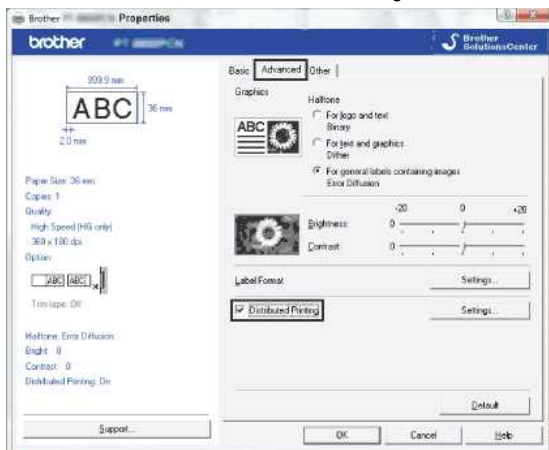 Brother Properties
brother
Brother
SolutionsCenter
999.9 mm
ABC
36 mm
2.0 mm
Paper Size: 36 mm
Copies: 1
Quality:
High Speed (HG only)
360 x 180 dpi
Option:
ABC ABC
Trim tape: Off
Halftone: Error Diffusion
Bright: 0
Contrast: 0
Distributed Printing: On
Support...
Basic Advanced Other
Graphics
ABC
Halftone
For logo and text
Binary
For text and graphics
Dither
For general labels containing images
Error Diffusion
-20 0 +20
Brightness: 0
Contrast: 0
Label Format Settings...
Distributed Printing Settings...
Default
OK Cancel Help